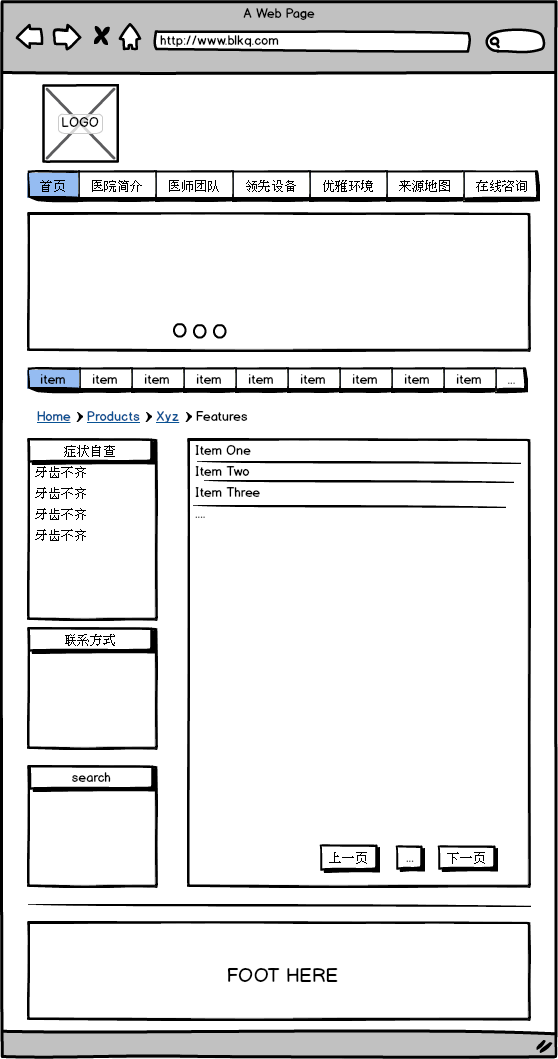 A Web Page
http://www.blkq.com
LOGO
首页 医院简介 医师团队 领先设备 优雅环境 来源地图 在线咨询
item item item item item item item item item ...
Home Products Xyz Features
症状自查
牙齿不齐
牙齿不齐
牙齿不齐
牙齿不齐
联系方式
search
Item One
Item Two
Item Three
....
上一页 ... 下一页
FOOT HERE